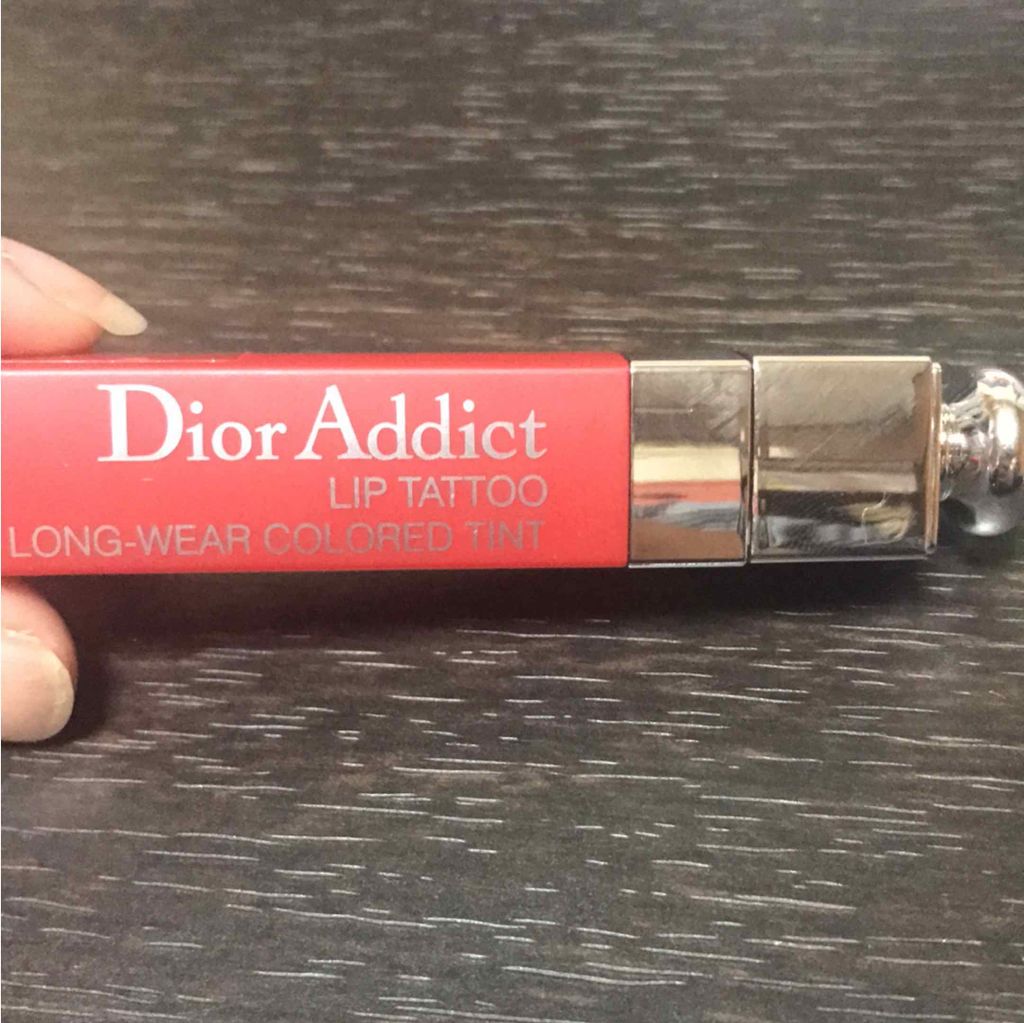 Dior Addict
LIP TATTOO
LONG-WEAR COLORED TINT